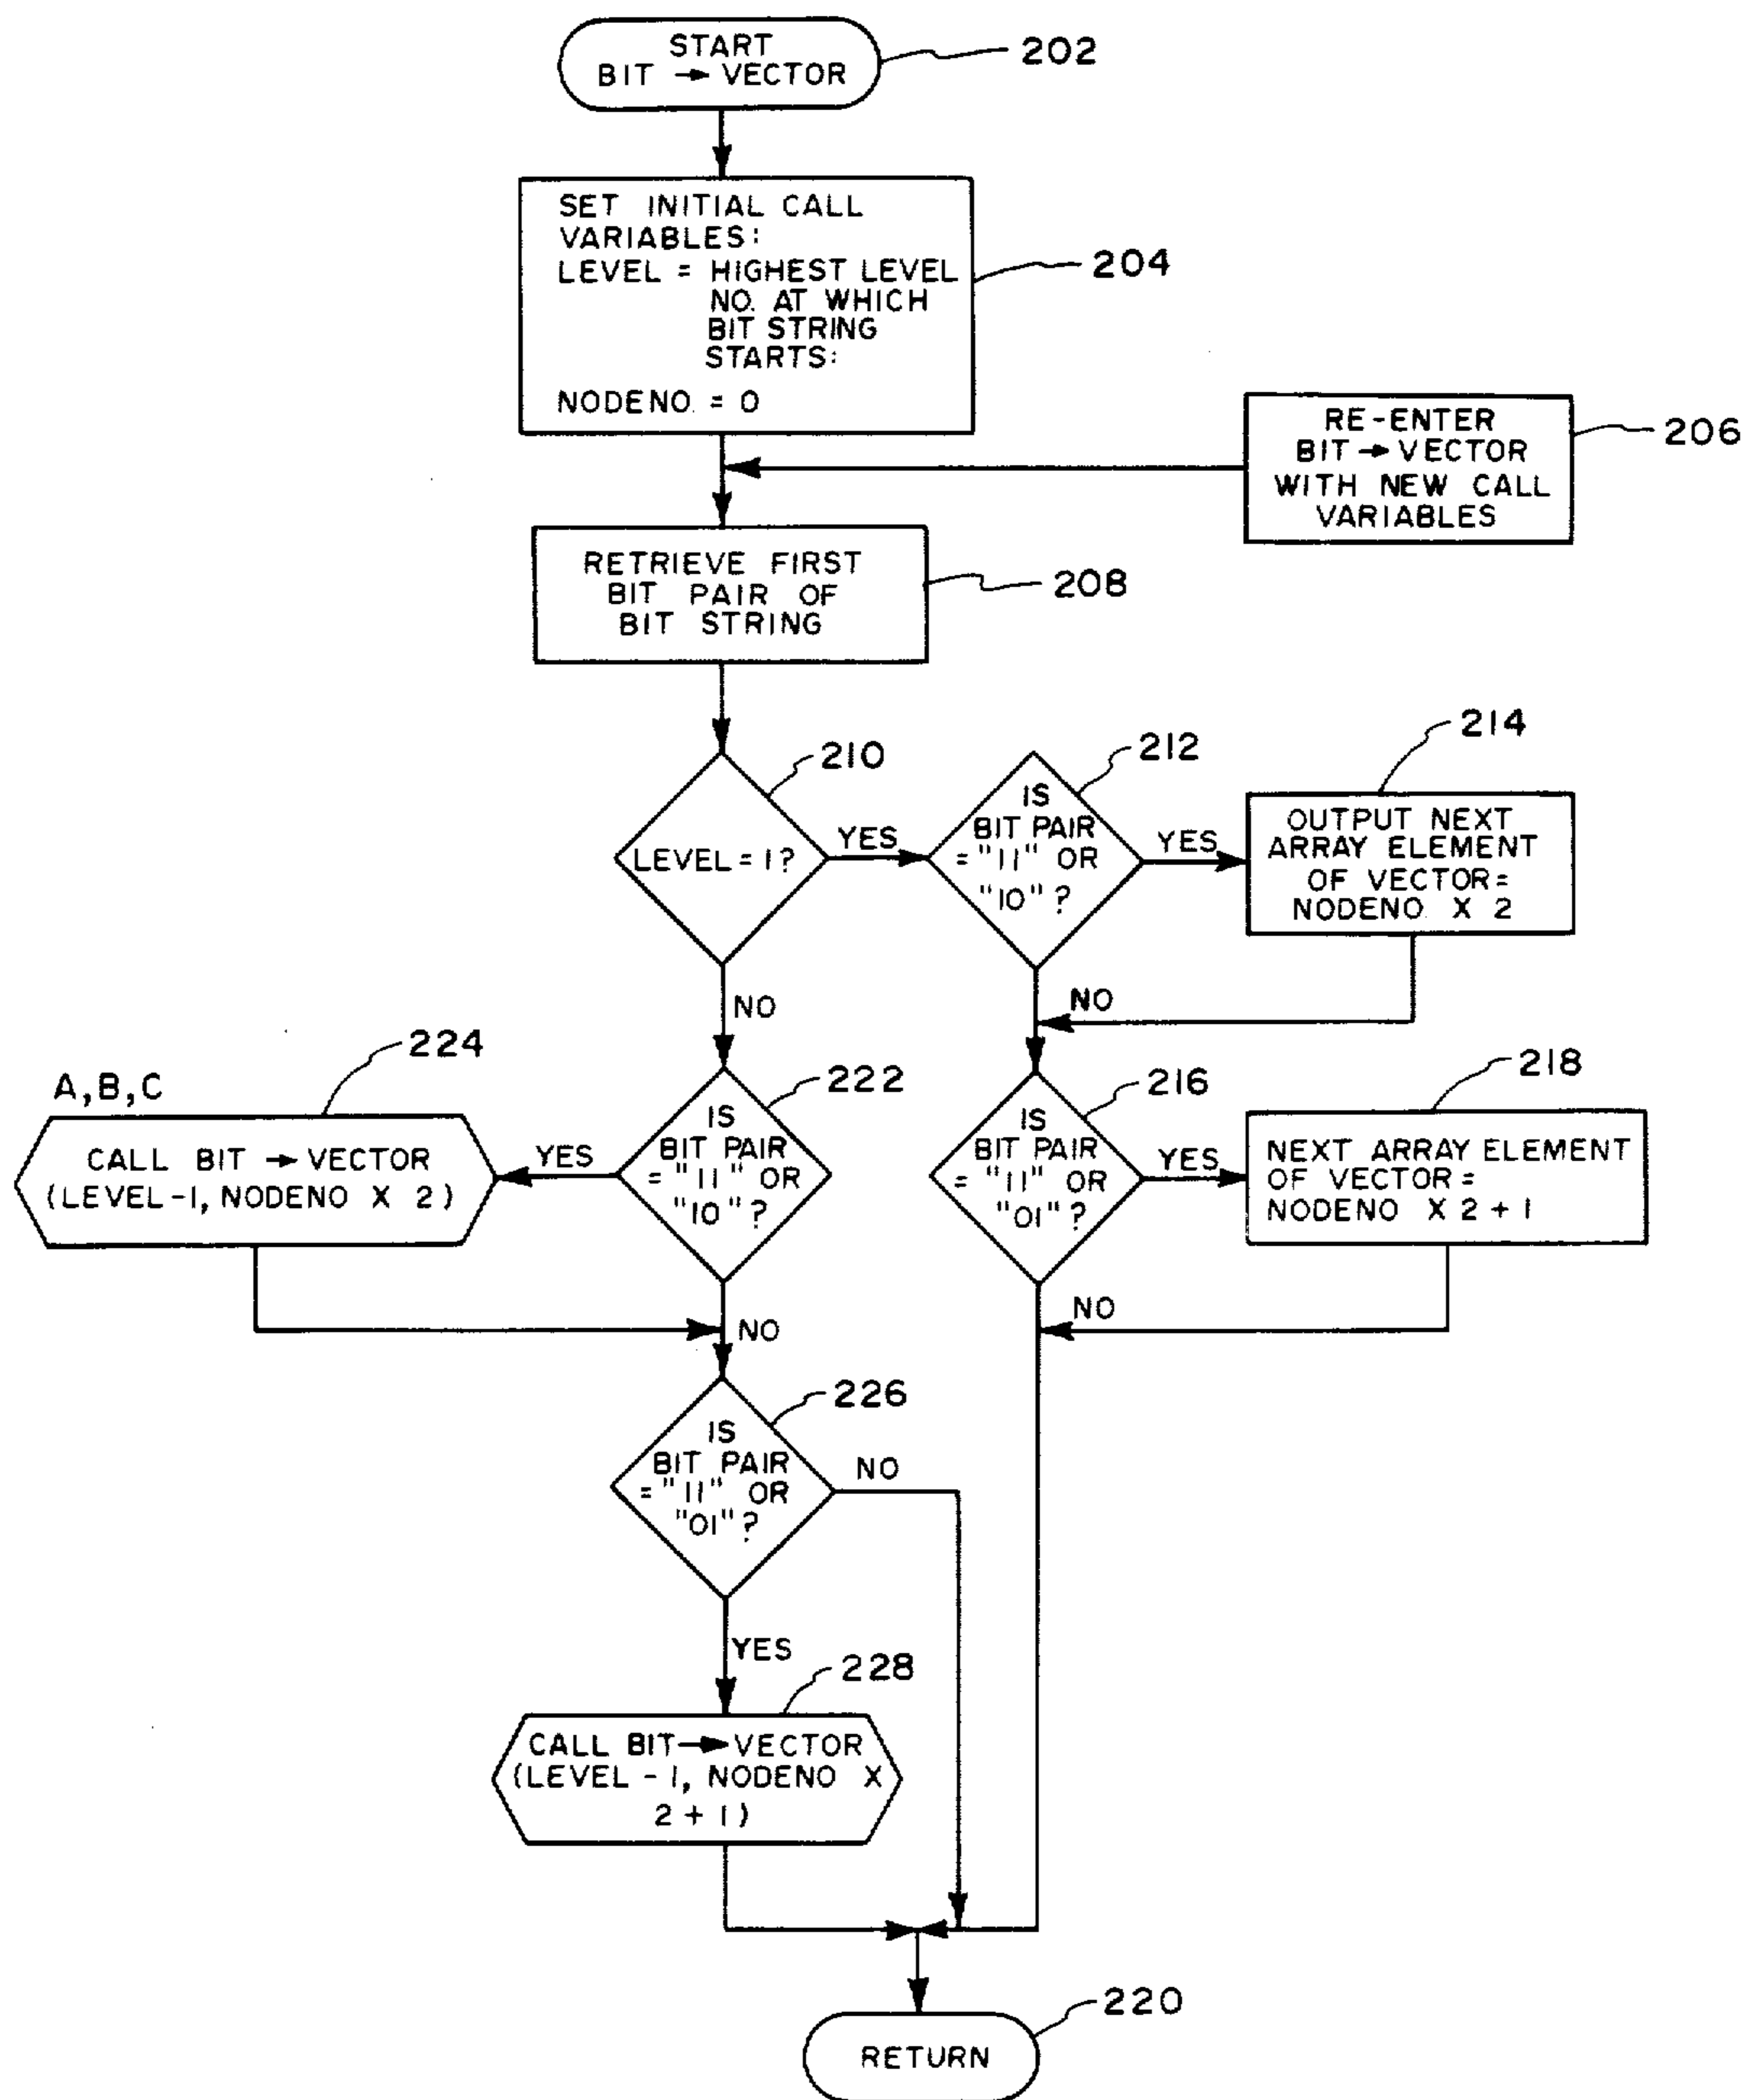 START
BIT → VECTOR
202
SET INITIAL CALL
VARIABLES:
LEVEL = HIGHEST LEVEL
NO. AT WHICH
BIT STRING
STARTS:
NODENO. = 0
204
RE-ENTER
BIT → VECTOR
WITH NEW CALL
VARIABLES
206
RETRIEVE FIRST
BIT PAIR OF
BIT STRING
208
LEVEL = 1?
210
YES
NO
IS
BIT PAIR
= "11" OR
"10" ?
212
YES
NO
OUTPUT NEXT
ARRAY ELEMENT
OF VECTOR =
NODENO X 2
214
IS
BIT PAIR
= "11" OR
"01" ?
216
YES
NO
NEXT ARRAY ELEMENT
OF VECTOR =
NODENO X 2 + 1
218
IS
BIT PAIR
= "11" OR
"10" ?
222
YES
NO
A, B, C
CALL BIT → VECTOR
(LEVEL - 1, NODENO X 2)
224
IS
BIT PAIR
= "11" OR
"01" ?
226
NO
YES
CALL BIT → VECTOR
(LEVEL - 1, NODENO X
2 + 1)
228
RETURN
220